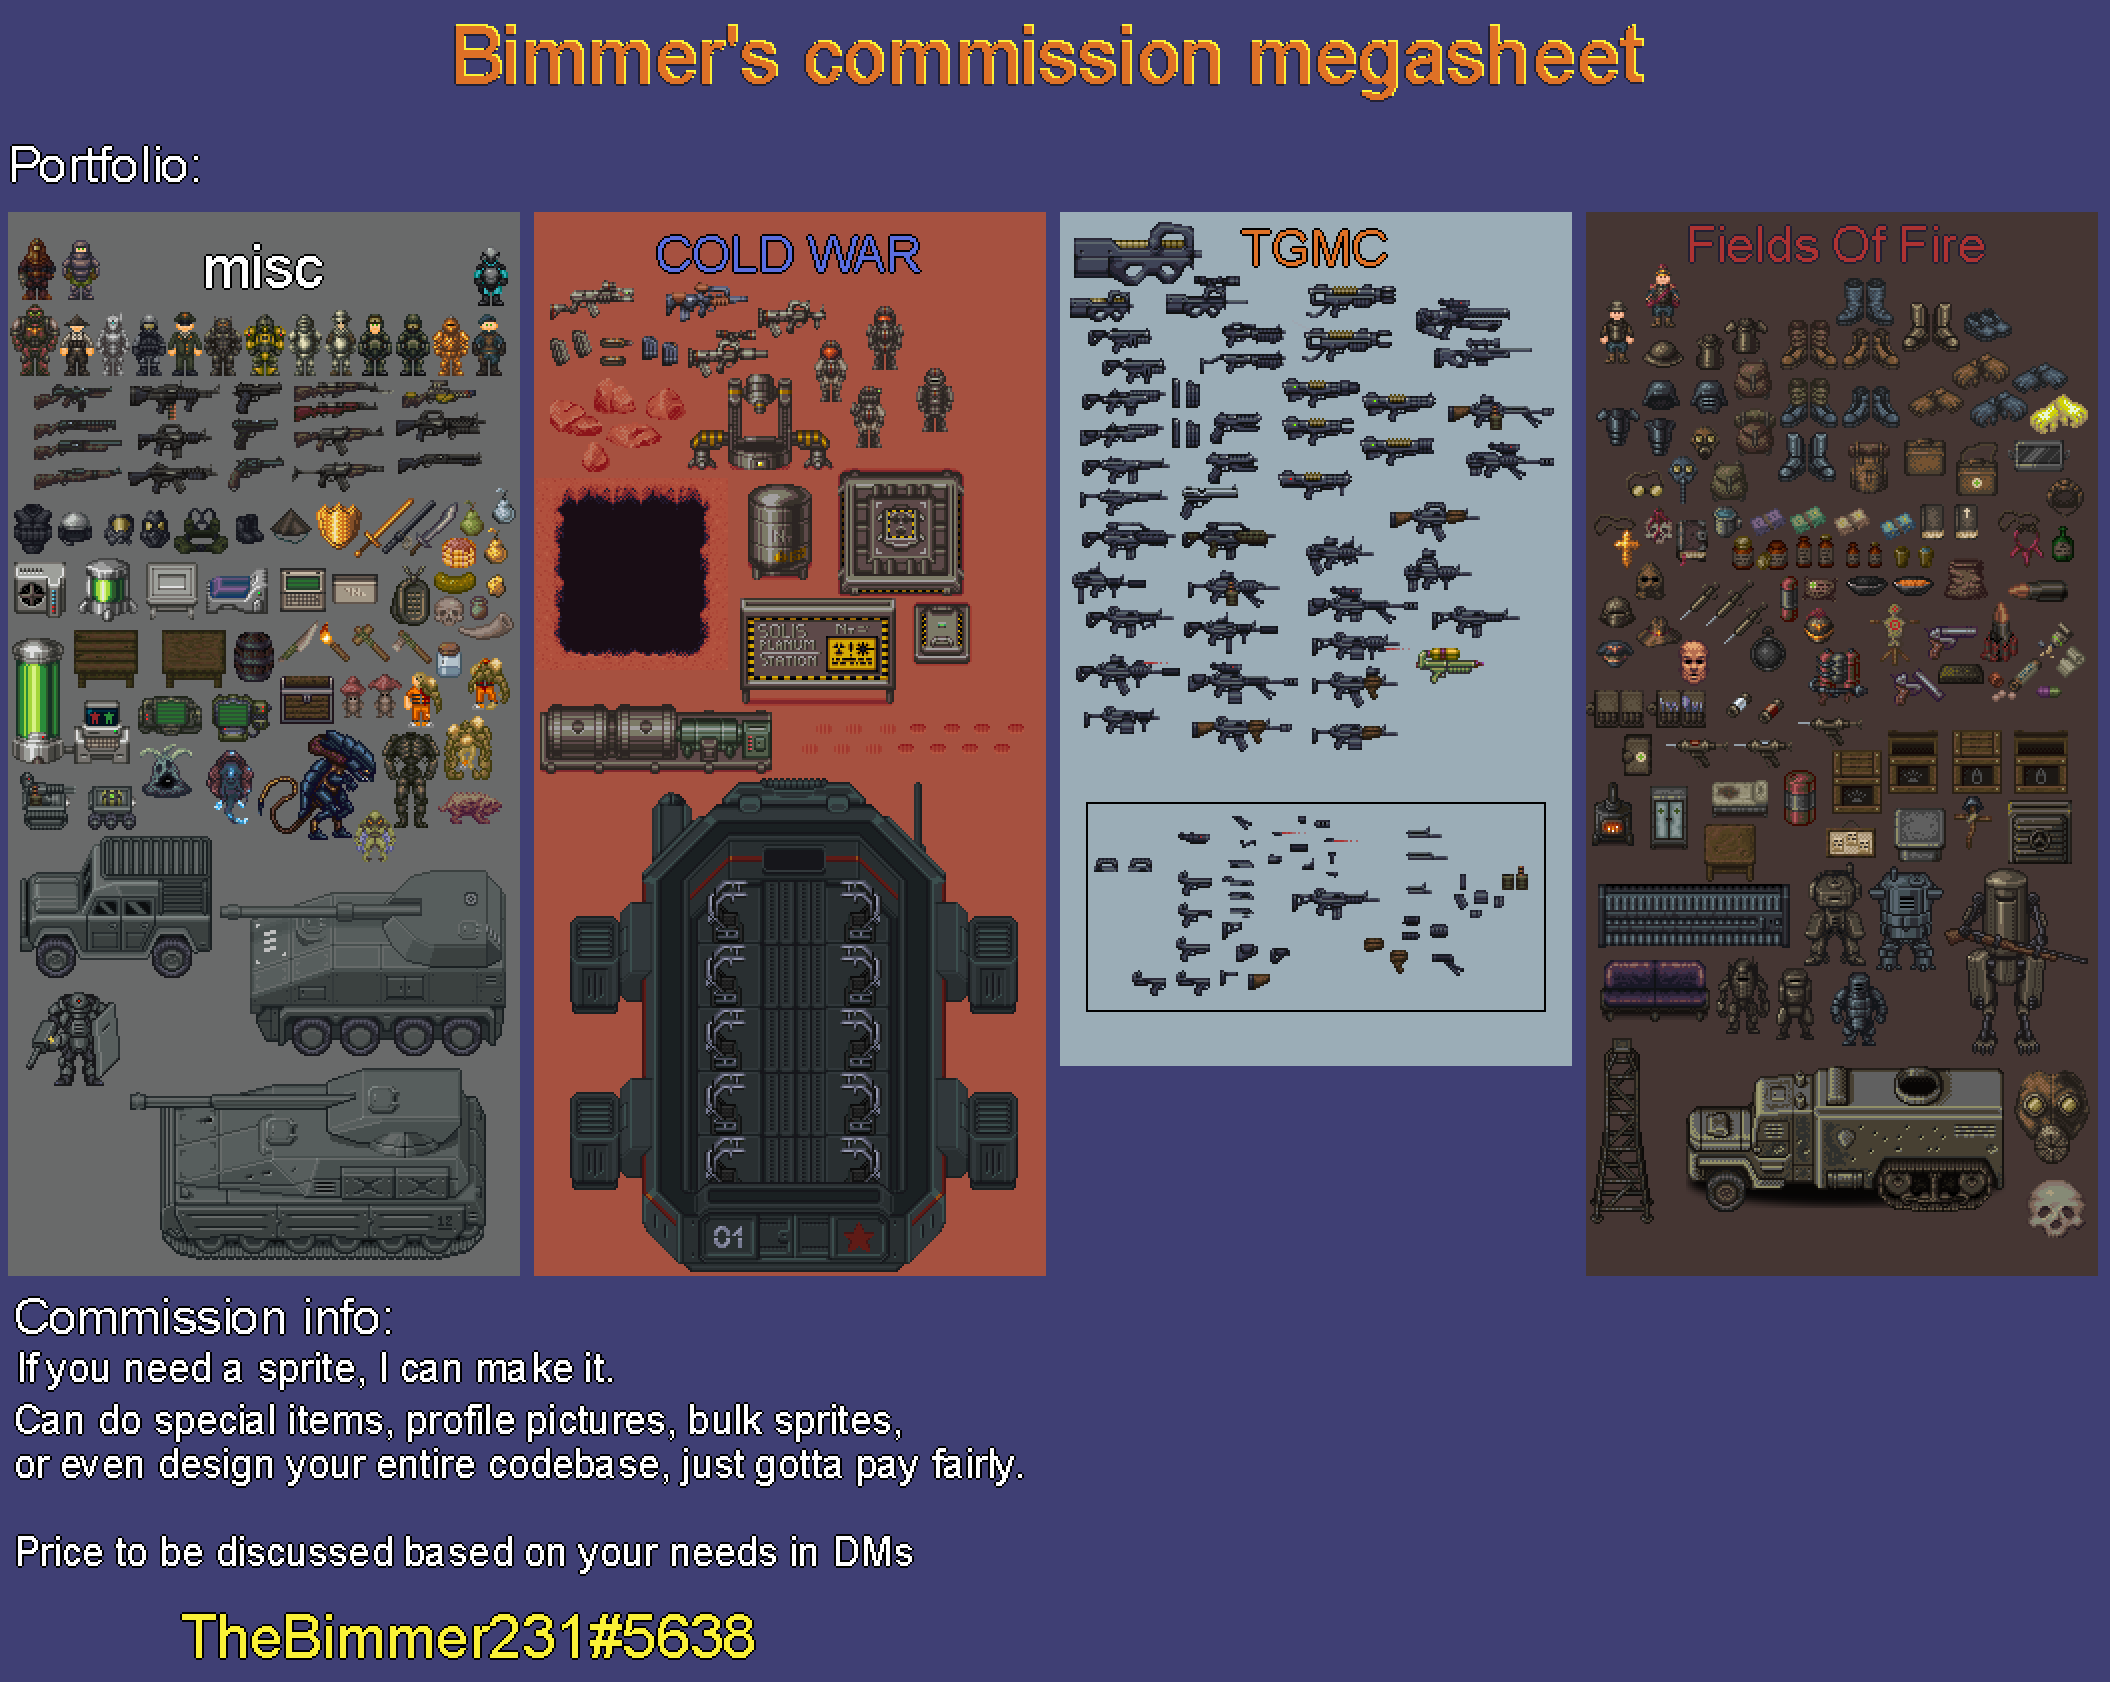 Bimmer's commission megasheet
Portfolio:
misc
COLD WAR
TGMC
Fields Of Fire
SOLIS
PLANUM
STATION
12
01
Commission info:
If you need a sprite, I can make it.
Can do special items, profile pictures, bulk sprites,
or even design your entire codebase, just gotta pay fairly.
Price to be discussed based on your needs in DMs
TheBimmer231#5638